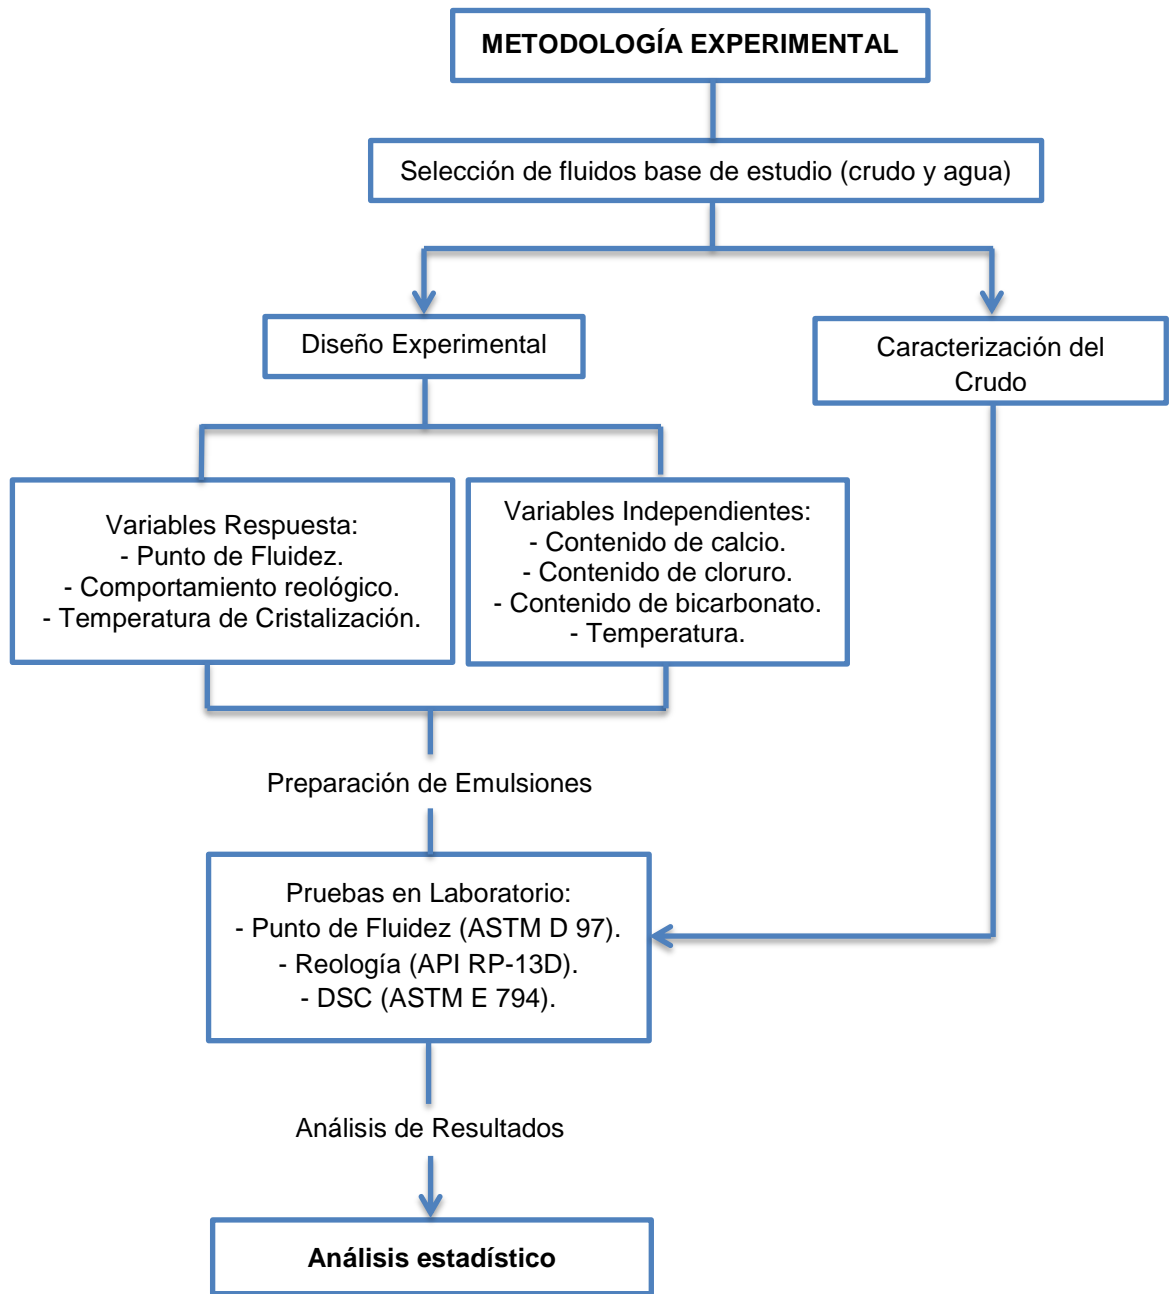 METODOLOGÍA EXPERIMENTAL
Selección de fluidos base de estudio (crudo y agua)
Diseño Experimental
Caracterización del
Crudo
Variables Respuesta:
- Punto de Fluidez.
- Comportamiento reológico.
- Temperatura de Cristalización.
Variables Independientes:
- Contenido de calcio.
- Contenido de cloruro.
- Contenido de bicarbonato.
- Temperatura.
Preparación de Emulsiones
Pruebas en Laboratorio:
- Punto de Fluidez (ASTM D 97).
- Reología (API RP-13D).
- DSC (ASTM E 794).
Análisis de Resultados
Análisis estadístico